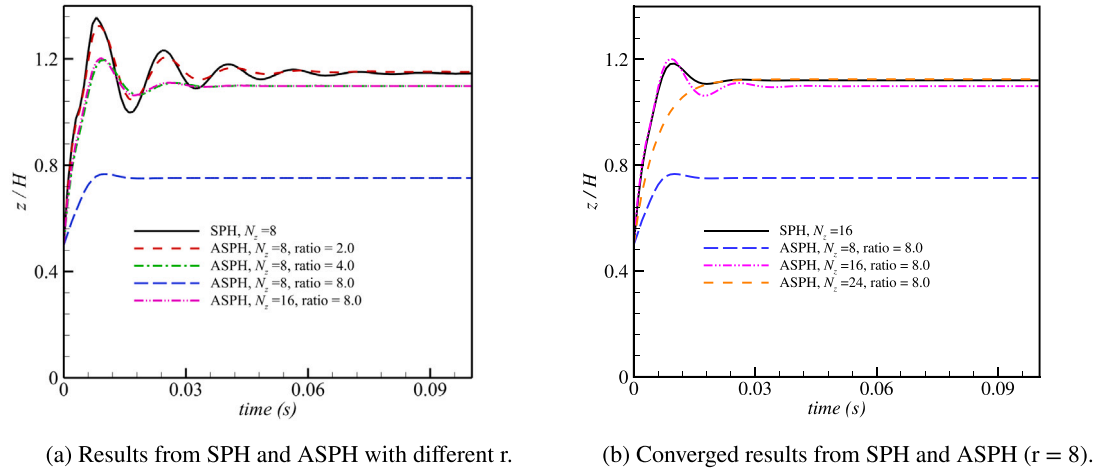 z / H
1.2
0.8
0.4
0
SPH, N_z =8
ASPH, N_z =8, ratio = 2.0
ASPH, N_z =8, ratio = 4.0
ASPH, N_z =8, ratio = 8.0
ASPH, N_z =16, ratio = 8.0
0 0.03 0.06 0.09
time (s)
(a) Results from SPH and ASPH with different r.
z / H
1.2
0.8
0.4
0
SPH, N_z =16
ASPH, N_z =8, ratio = 8.0
ASPH, N_z =16, ratio = 8.0
ASPH, N_z =24, ratio = 8.0
0 0.03 0.06 0.09
time (s)
(b) Converged results from SPH and ASPH (r = 8).